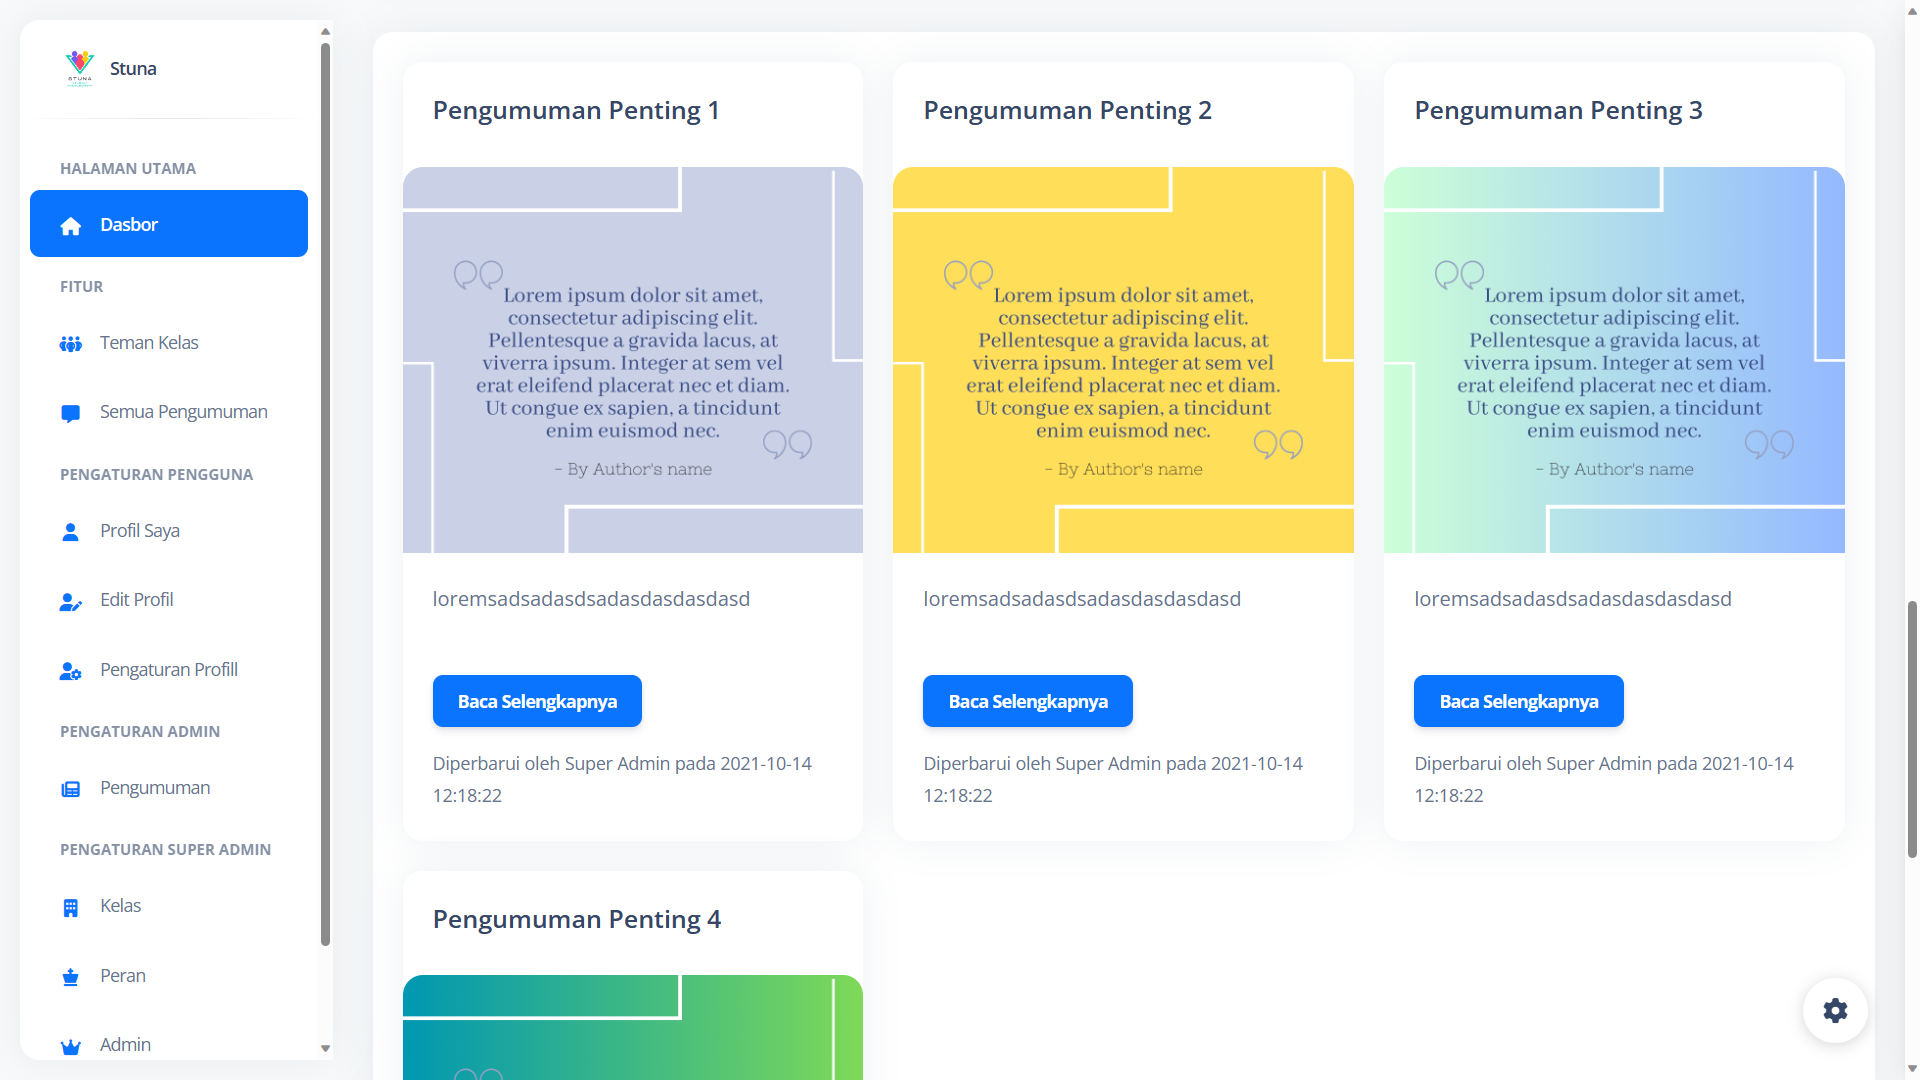 STUNA
Stuna
HALAMAN UTAMA
Dasbor
FITUR
Teman Kelas
Semua Pengumuman
PENGATURAN PENGGUNA
Profil Saya
Edit Profil
Pengaturan Profill
PENGATURAN ADMIN
Pengumuman
PENGATURAN SUPER ADMIN
Kelas
Peran
Admin
Pengumuman Penting 1
Lorem ipsum dolor sit amet,
consectetur adipiscing elit.
Pellentesque a gravida lacus, at
viverra ipsum. Integer at sem vel
erat eleifend placerat nec et diam.
Ut congue ex sapien, a tincidunt
enim euismod nec.
- By Author's name
loremsadsadasdsadasdasdasdasd
Baca Selengkapnya
Diperbarui oleh Super Admin pada 2021-10-14
12:18:22
Pengumuman Penting 2
Lorem ipsum dolor sit amet,
consectetur adipiscing elit.
Pellentesque a gravida lacus, at
viverra ipsum. Integer at sem vel
erat eleifend placerat nec et diam.
Ut congue ex sapien, a tincidunt
enim euismod nec.
- By Author's name
loremsadsadasdsadasdasdasdasd
Baca Selengkapnya
Diperbarui oleh Super Admin pada 2021-10-14
12:18:22
Pengumuman Penting 3
Lorem ipsum dolor sit amet,
consectetur adipiscing elit.
Pellentesque a gravida lacus, at
viverra ipsum. Integer at sem vel
erat eleifend placerat nec et diam.
Ut congue ex sapien, a tincidunt
enim euismod nec.
- By Author's name
loremsadsadasdsadasdasdasdasd
Baca Selengkapnya
Diperbarui oleh Super Admin pada 2021-10-14
12:18:22
Pengumuman Penting 4